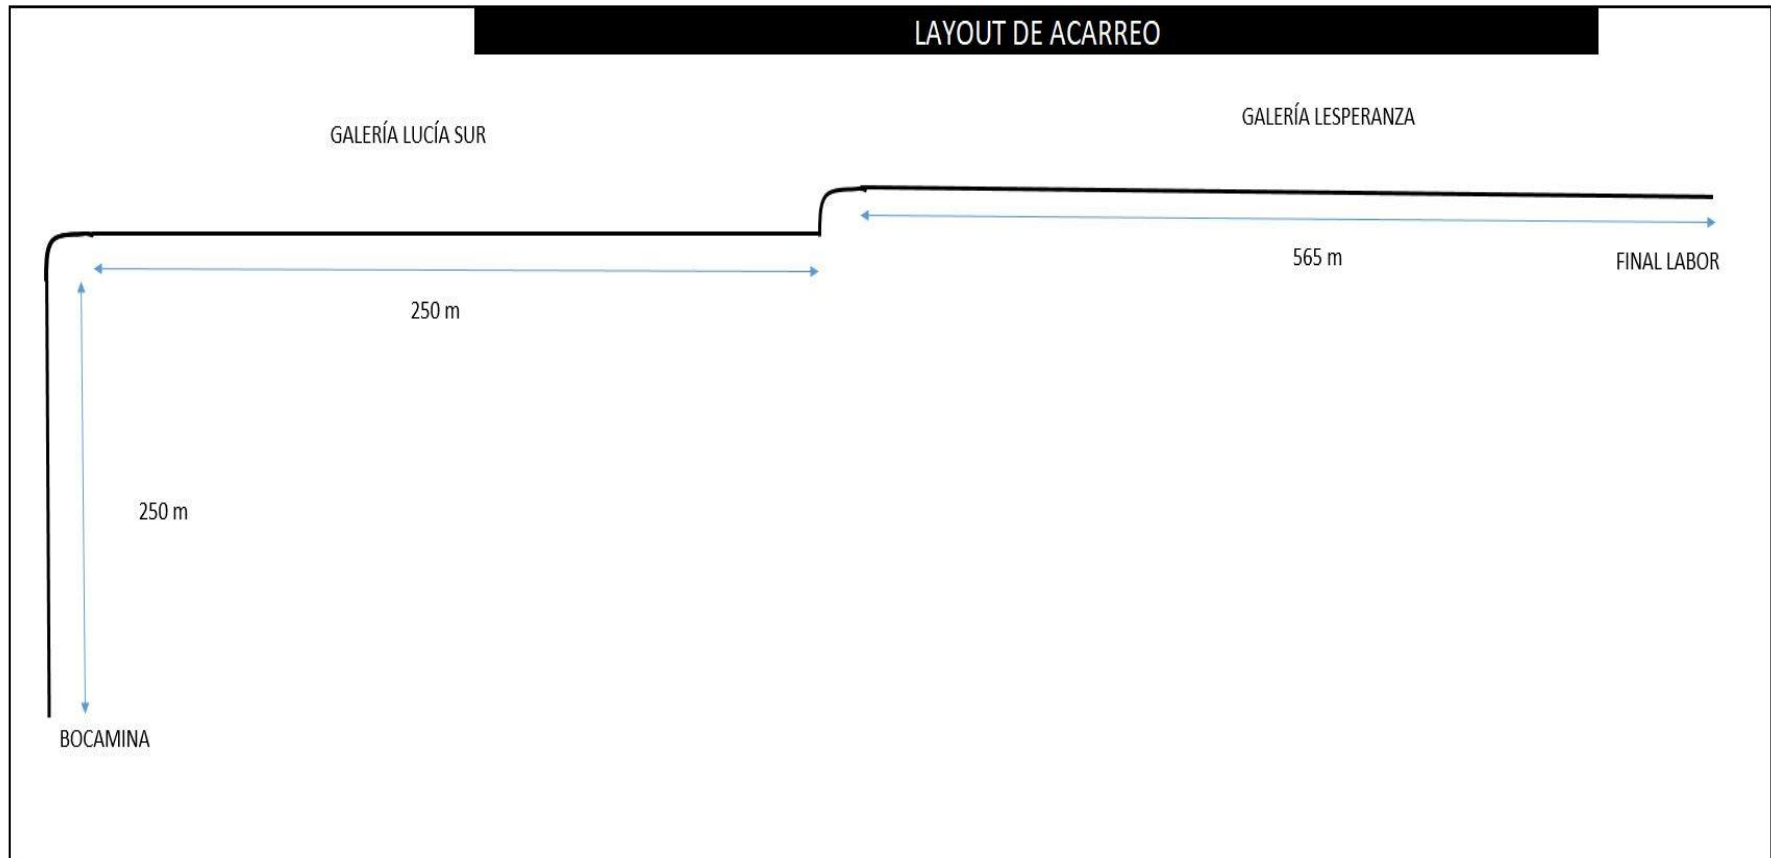 LAYOUT DE ACARREO
GALERÍA LUCÍA SUR
GALERÍA LESPERANZA
565 m
FINAL LABOR
250 m
250 m
BOCAMINA